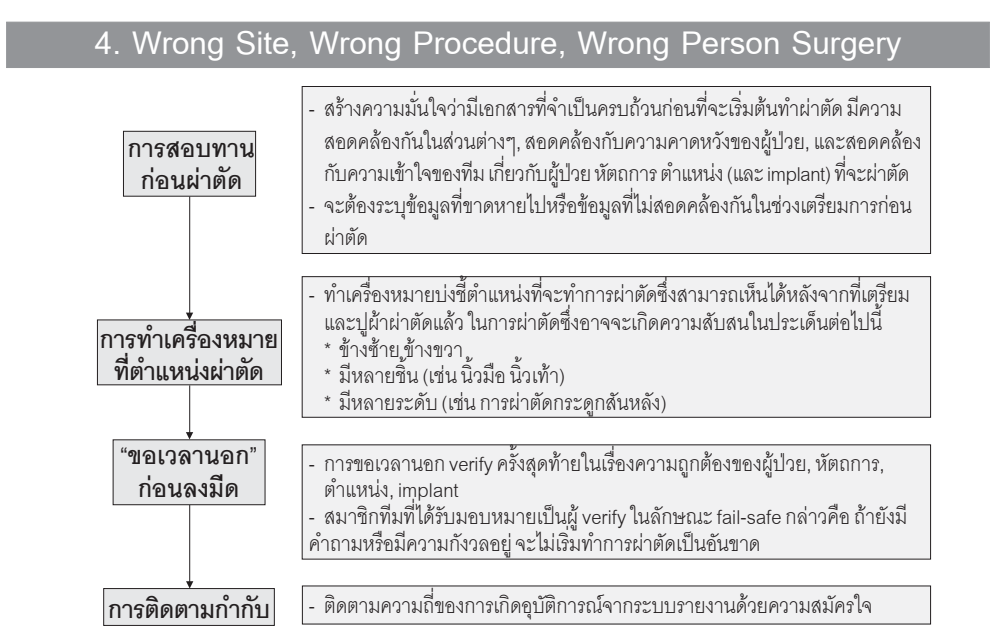 4. Wrong Site, Wrong Procedure, Wrong Person Surgery
การสอบทาน
ก่อนผ่าตัด
- สร้างความมั่นใจว่ามีเอกสารที่จำเป็นครบถ้วนก่อนที่จะเริ่มต้นทำผ่าตัด มีความ
สอดคล้องกันในส่วนต่างๆ, สอดคล้องกับความคาดหวังของผู้ป่วย, และสอดคล้อง
กับความเข้าใจของทีม เกี่ยวกับผู้ป่วย หัตถการ ตำแหน่ง (และ implant) ที่จะผ่าตัด
- จะต้องระบุข้อมูลที่ขาดหายไปหรือข้อมูลที่ไม่สอดคล้องกันในช่วงเตรียมการก่อน
ผ่าตัด
การทำเครื่องหมาย
ที่ตำแหน่งผ่าตัด
- ทำเครื่องหมายบ่งชี้ตำแหน่งที่จะทำการผ่าตัดซึ่งสามารถเห็นได้หลังจากที่เตรียม
และปูผ้าผ่าตัดแล้ว ในการผ่าตัดซึ่งอาจจะเกิดความสับสนในประเด็นต่อไปนี้
* ข้างซ้าย ข้างขวา
* มีหลายชิ้น (เช่น นิ้วมือ นิ้วเท้า)
* มีหลายระดับ (เช่น การผ่าตัดกระดูกสันหลัง)
“ขอเวลานอก”
ก่อนลงมีด
- การขอเวลานอก verify ครั้งสุดท้ายในเรื่องความถูกต้องของผู้ป่วย, หัตถการ,
ตำแหน่ง, implant
- สมาชิกทีมที่ได้รับมอบหมายเป็นผู้ verify ในลักษณะ fail-safe กล่าวคือ ถ้ายังมี
คำถามหรือมีความกังวลอยู่ จะไม่เริ่มทำการผ่าตัดเป็นอันขาด
การติดตามกำกับ
- ติดตามความถี่ของการเกิดอุบัติการณ์จากระบบรายงานด้วยความสมัครใจ